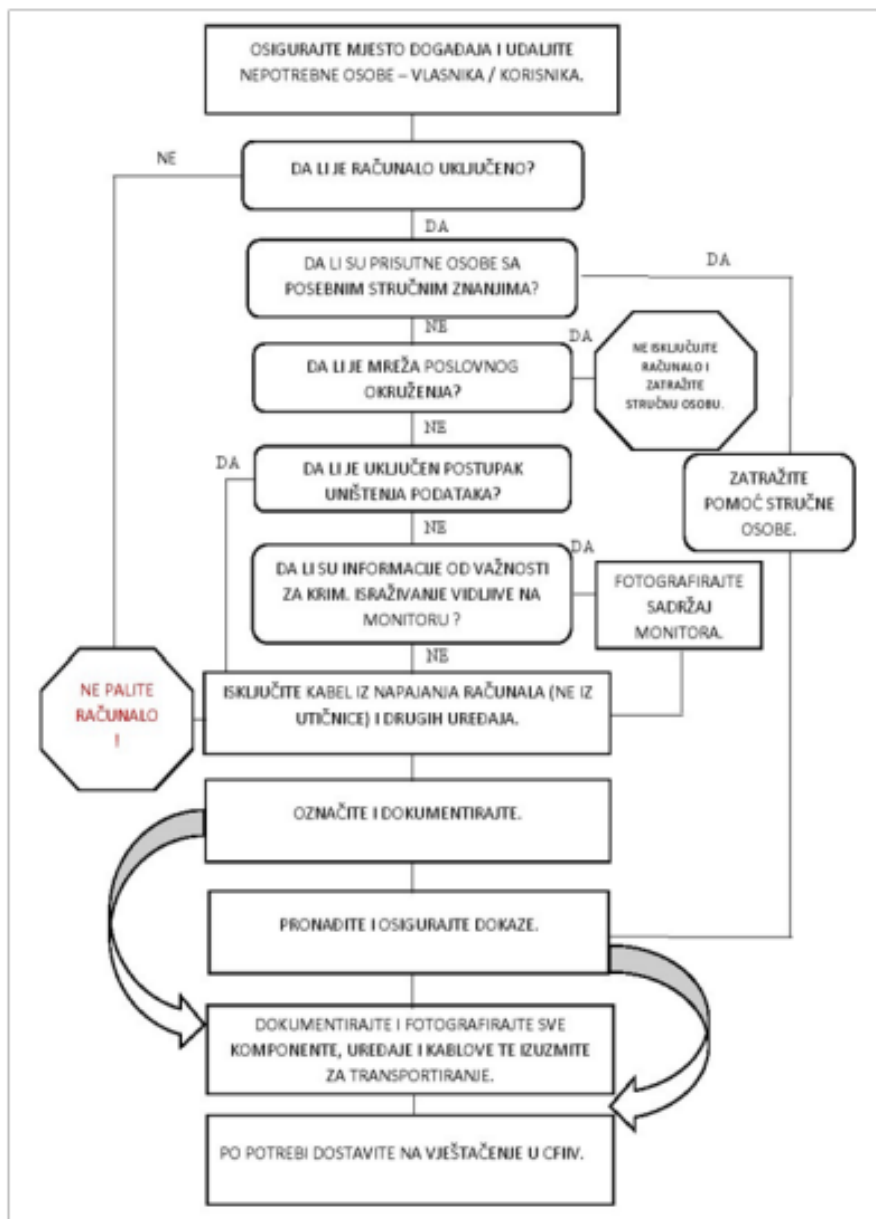 OSIGURAJTE MJESTO DOGAĐAJA I UDALJITE
NEPOTREBNE OSOBE – VLASNIKA / KORISNIKA.
NE
DA LI JE RAČUNALO UKLJUČENO?
DA
DA LI SU PRISUTNE OSOBE SA
POSEBNIM STRUČNIM ZNANJIMA?
DA
NE
DA LI JE MREŽA POSLOVNOG
OKRUŽENJA?
DA
NE ISKLJUČUJTE
RAČUNALO I
ZATRAŽITE
STRUČNU OSOBU.
NE
DA
DA LI JE UKLJUČEN POSTUPAK
UNIŠTENJA PODATAKA?
ZATRAŽITE
POMOĆ STRUČNE
OSOBE.
NE
DA LI SU INFORMACIJE OD VAŽNOSTI
ZA KRIM. ISRAŽIVANJE VIDLJIVE NA
MONITORU ?
DA
FOTOGRAFIRAJTE
SADRŽAJ
MONITORA.
NE
NE PALITE
RAČUNALO
!
ISKLJUČITE KABEL IZ NAPAJANJA RAČUNALA (NE IZ
UTIČNICE) I DRUGIH UREĐAJA.
OZNAČITE I DOKUMENTIRAJTE.
PRONAĐITE I OSIGURAJTE DOKAZE.
DOKUMENTIRAJTE I FOTOGRAFIRAJTE SVE
KOMPONENTE, UREĐAJE I KABLOVE TE IZUZMITE
ZA TRANSPORTIRANJE.
PO POTREBI DOSTAVITE NA VJEŠTAČENJE U CFIIV.